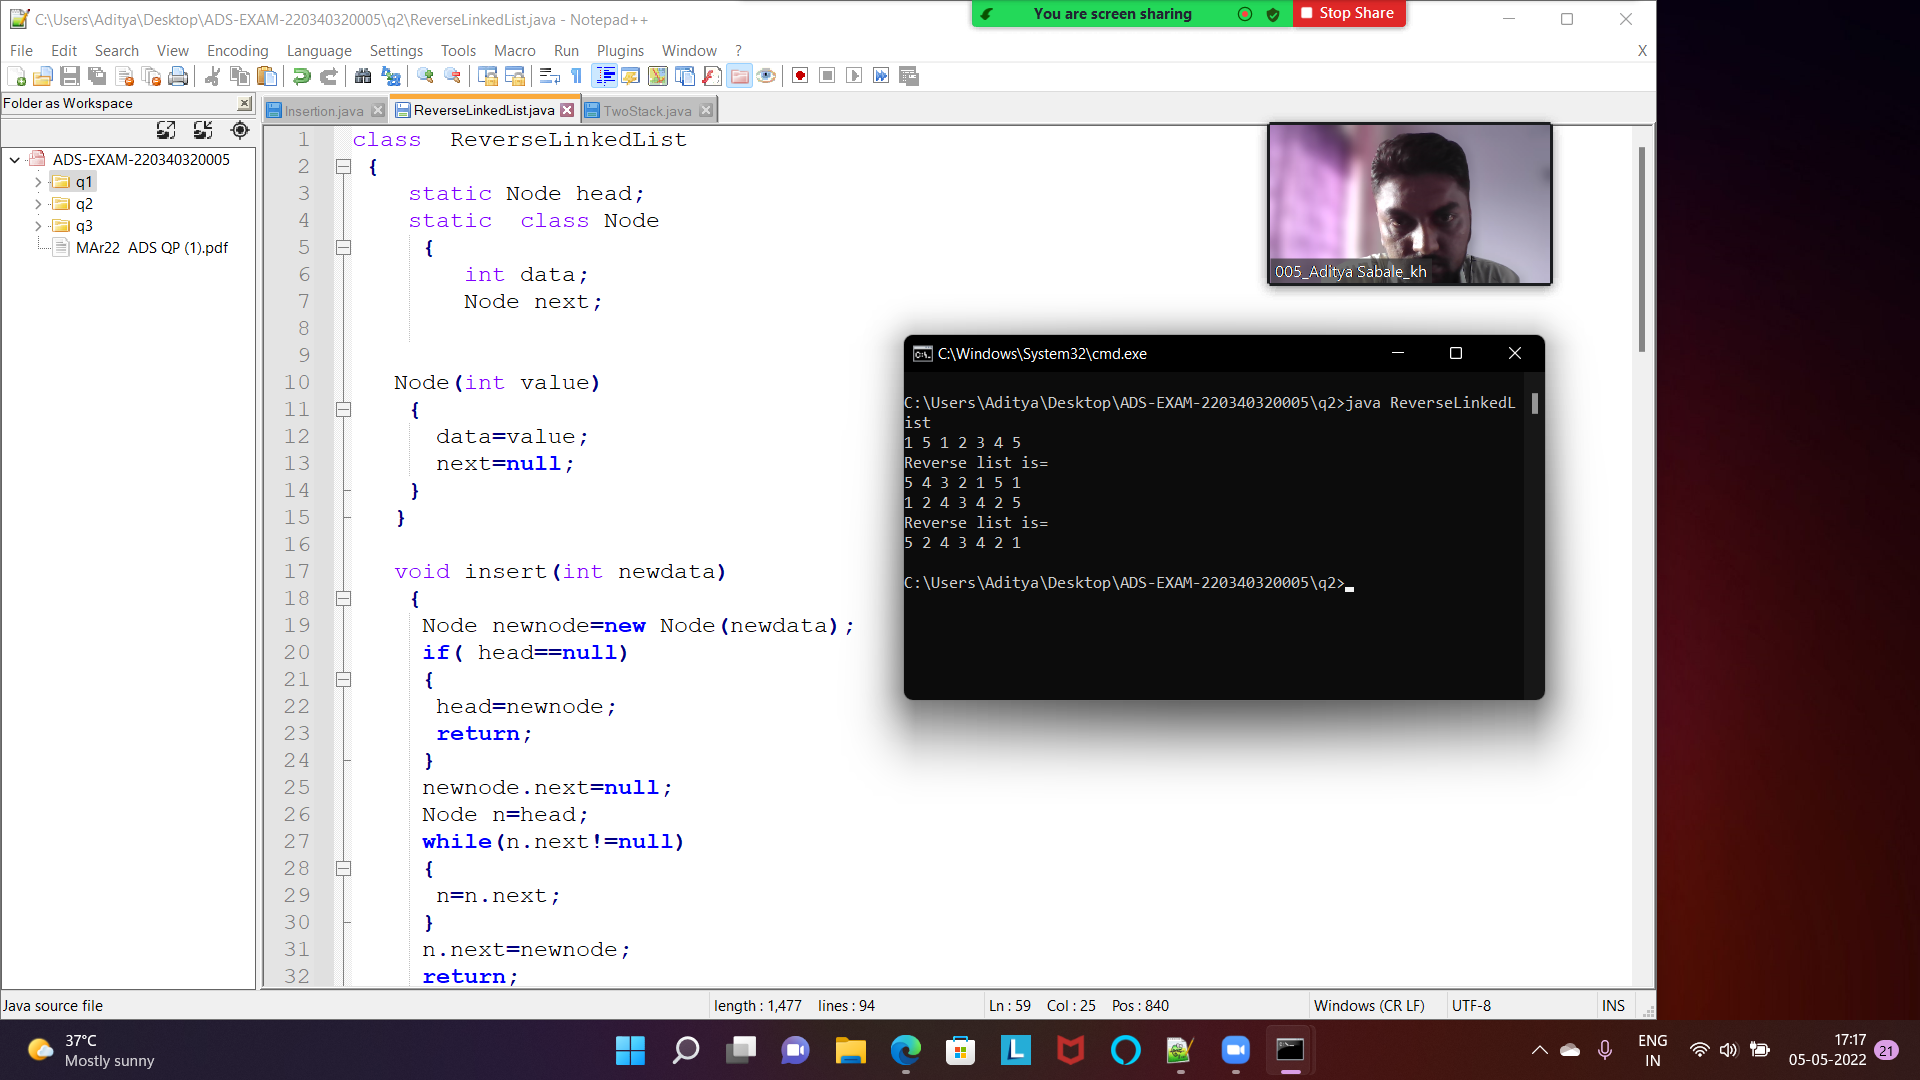 C:\Users\Aditya\Desktop\ADS-EXAM-220340320005\q2\ReverseLinkedList.java - Notepad++
You are screen sharing
Stop Share
File Edit Search View Encoding Language Settings Tools Macro Run Plugins Window ?
X
Folder as Workspace
Insertion.java
ReverseLinkedList.java
TwoStack.java
ADS-EXAM-220340320005
q1
q2
q3
MAr22 ADS QP (1).pdf
1 class  ReverseLinkedList
2 {
3 static Node head;
4 static  class Node
5 {
6 int data;
7 Node next;
8
9
10 Node(int value)
11 {
12 data=value;
13 next=null;
14 }
15 }
16
17 void insert(int newdata)
18 {
19 Node newnode=new Node(newdata);
20 if( head==null)
21 {
22 head=newnode;
23 return;
24 }
25 newnode.next=null;
26 Node n=head;
27 while(n.next!=null)
28 {
29 n=n.next;
30 }
31 n.next=newnode;
32 return;
005_Aditya Sabale_kh
C:\Windows\System32\cmd.exe
C:\Users\Aditya\Desktop\ADS-EXAM-220340320005\q2>java ReverseLinkedL
ist
1 5 1 2 3 4 5
Reverse list is=
5 4 3 2 1 5 1
1 2 4 3 4 2 5
Reverse list is=
5 2 4 3 4 2 1
C:\Users\Aditya\Desktop\ADS-EXAM-220340320005\q2>
Java source file
length : 1,477 lines : 94
Ln : 59 Col : 25 Pos : 840
Windows (CR LF)
UTF-8
INS
37°C
Mostly sunny
ENG
IN
17:17
05-05-2022
21